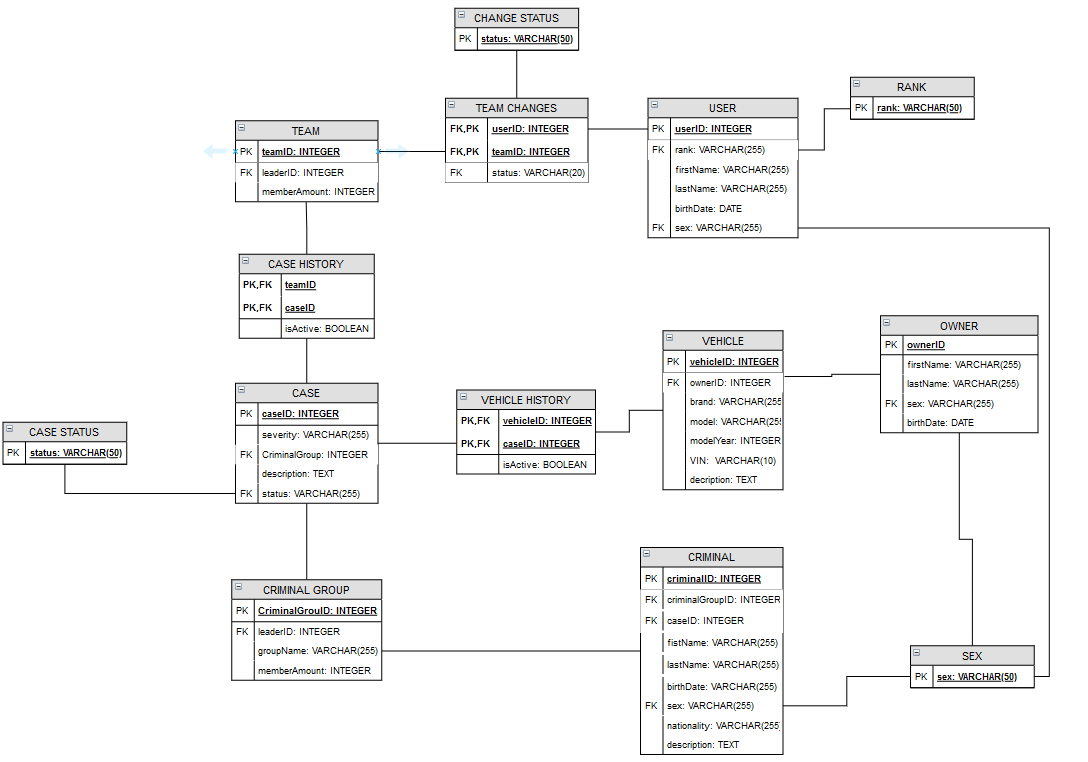 CHANGE STATUS
PK status: VARCHAR(50)
TEAM CHANGES
FK,PK userID: INTEGER
FK,PK teamID: INTEGER
FK status: VARCHAR(20)
USER
PK userID: INTEGER
FK rank: VARCHAR(255)
firstName: VARCHAR(255)
lastName: VARCHAR(255)
birthDate: DATE
FK sex: VARCHAR(255)
RANK
PK rank: VARCHAR(50)
TEAM
PK teamID: INTEGER
FK leaderID: INTEGER
memberAmount: INTEGER
CASE HISTORY
PK,FK teamID
PK,FK caseID
isActive: BOOLEAN
CASE
PK caseID: INTEGER
severity: VARCHAR(255)
FK CriminalGroup: INTEGER
description: TEXT
FK status: VARCHAR(255)
CASE STATUS
PK status: VARCHAR(50)
VEHICLE HISTORY
PK,FK vehicleID: INTEGER
PK,FK caseID: INTEGER
isActive: BOOLEAN
VEHICLE
PK vehicleID: INTEGER
FK ownerID: INTEGER
brand: VARCHAR(255
model: VARCHAR(255
modelYear: INTEGER
VIN: VARCHAR(10)
decription: TEXT
OWNER
PK ownerID
firstName: VARCHAR(255)
lastName: VARCHAR(255)
FK sex: VARCHAR(255)
birthDate: DATE
CRIMINAL GROUP
PK CriminalGrouID: INTEGER
FK leaderID: INTEGER
groupName: VARCHAR(255)
memberAmount: INTEGER
CRIMINAL
PK criminalID: INTEGER
FK criminalGroupID: INTEGER
FK caseID: INTEGER
fistName: VARCHAR(255)
lastName: VARCHAR(255)
birthDate: VARCHAR(255)
FK sex: VARCHAR(255)
nationality: VARCHAR(255
description: TEXT
SEX
PK sex: VARCHAR(50)